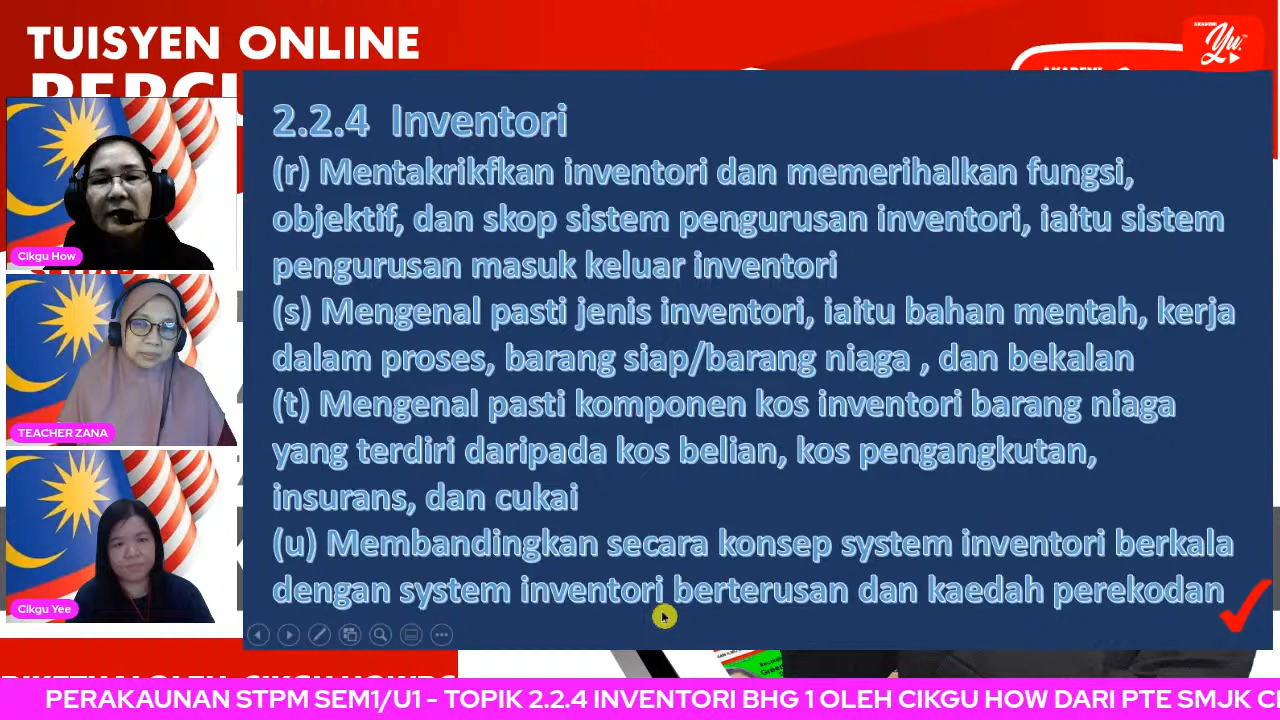 TUISYEN ONLINE
AKADEMI
Yu
AKADEMI
2.2.4 Inventori
(r) Mentakrikfkan inventori dan memerihalkan fungsi,
objektif, dan skop sistem pengurusan inventori, iaitu sistem
pengurusan masuk keluar inventori
(s) Mengenal pasti jenis inventori, iaitu bahan mentah, kerja
dalam proses, barang siap/barang niaga , dan bekalan
(t) Mengenal pasti komponen kos inventori barang niaga
yang terdiri daripada kos belian, kos pengangkutan,
insurans, dan cukai
(u) Membandingkan secara konsep system inventori berkala
dengan system inventori berterusan dan kaedah perekodan
Cikgu How
TEACHER ZANA
Cikgu Yee
PERAKAUNAN STPM SEM1/U1 - TOPIK 2.2.4 INVENTORI BHG 1 OLEH CIKGU HOW DARI PTE SMJK